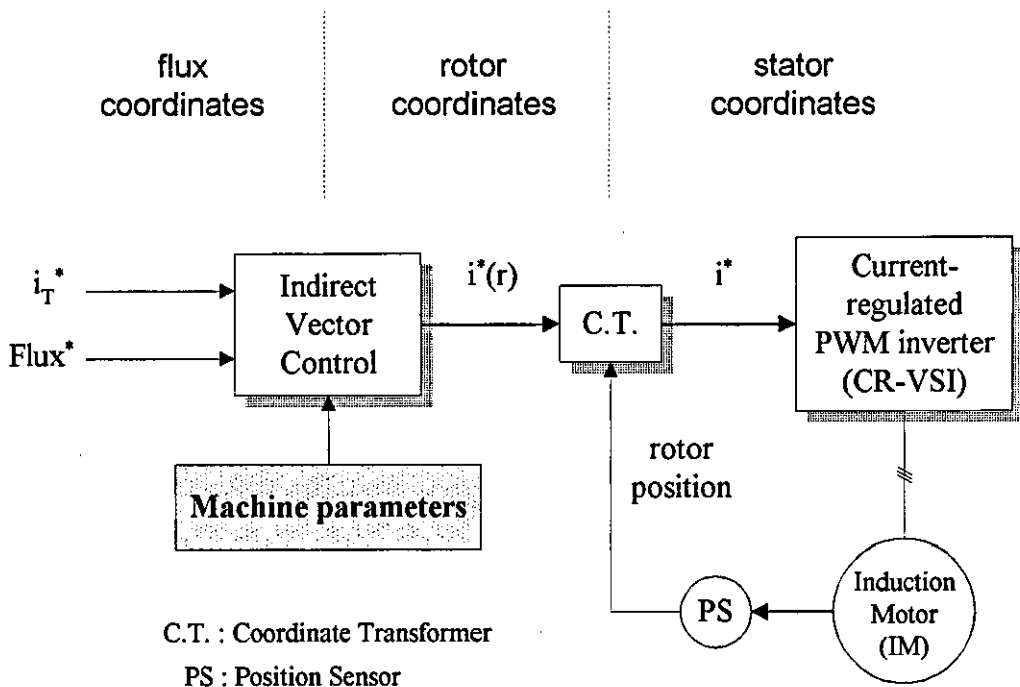 flux
coordinates
rotor
coordinates
stator
coordinates
i_T^*
Flux*
Indirect
Vector
Control
i^*(r)
C.T.
i^*
Current-
regulated
PWM inverter
(CR-VSI)
Machine parameters
rotor
position
PS
Induction
Motor
(IM)
C.T. : Coordinate Transformer
PS : Position Sensor